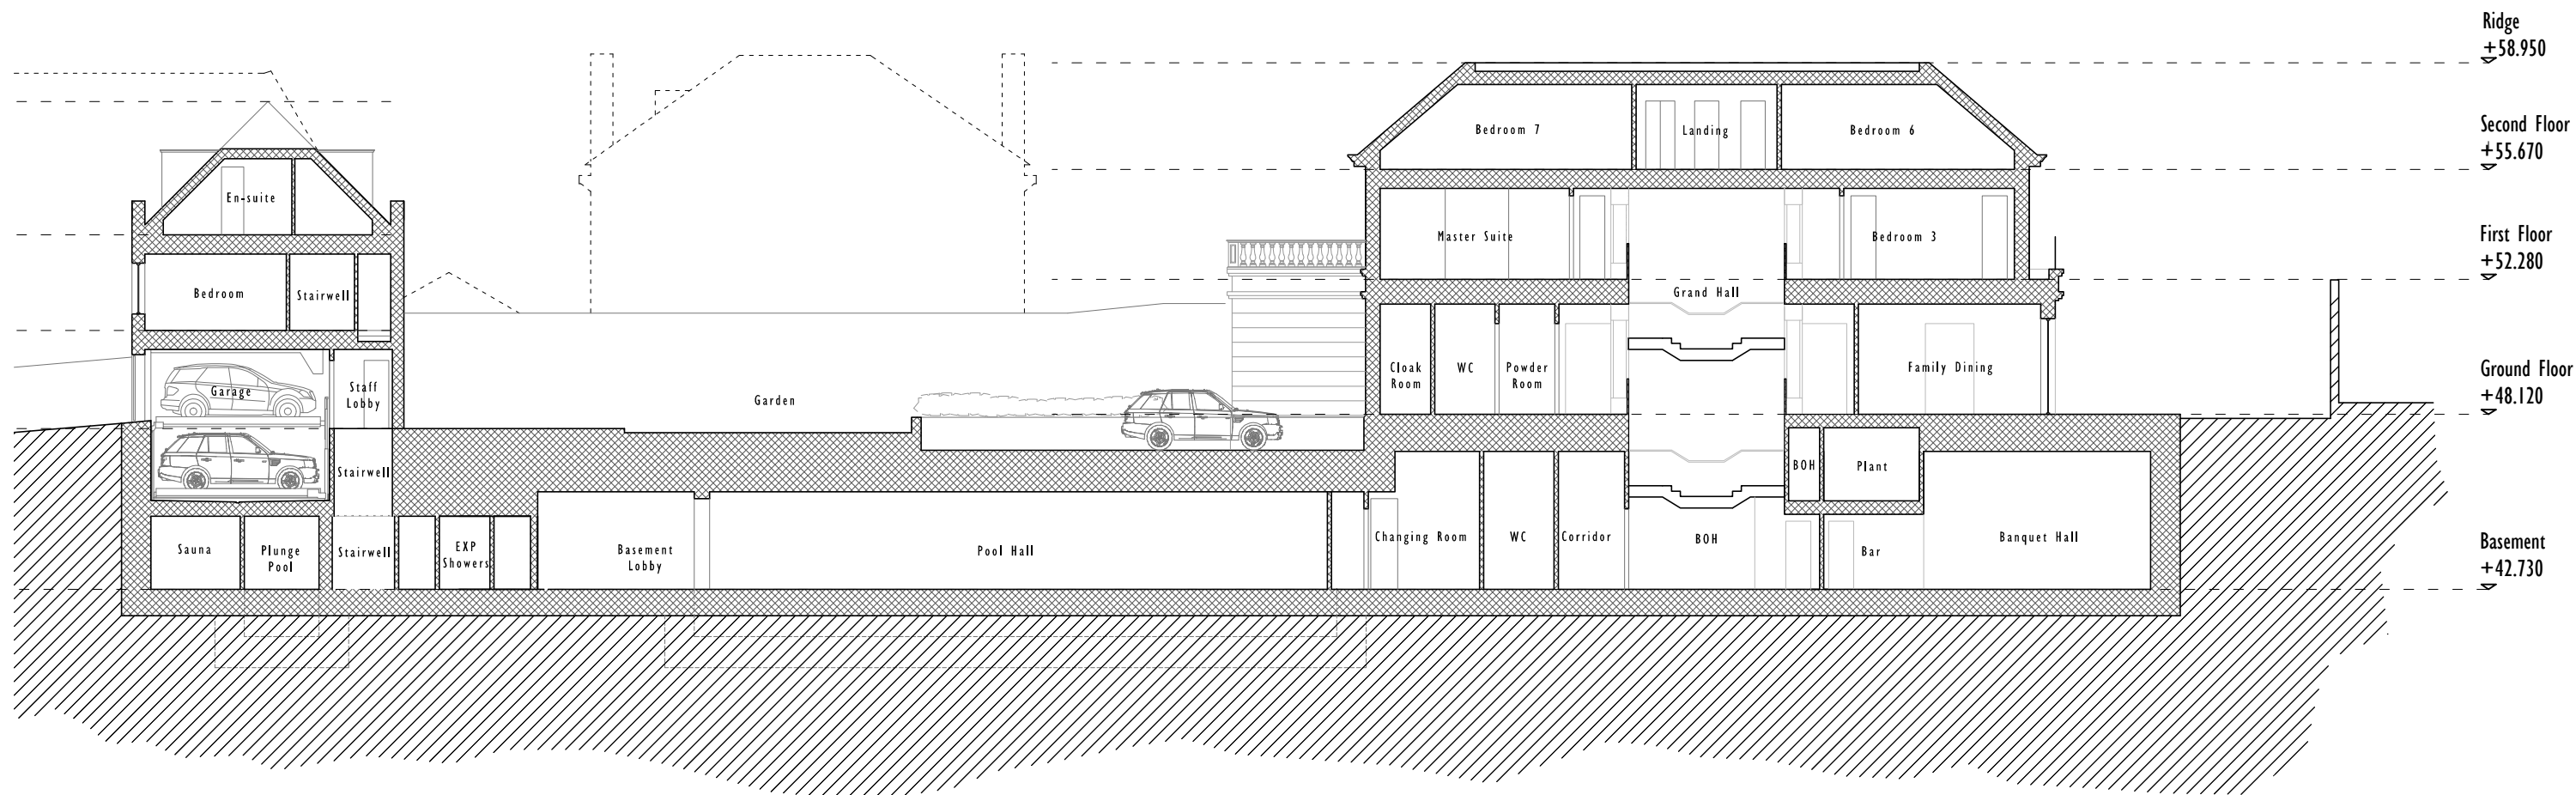 Ridge
+58.950
Second Floor
+55.670
Bedroom 7
Landing
Bedroom 6
En-suite
First Floor
+52.280
Master Suite
Bedroom 3
Bedroom
Stairwell
Grand Hall
Ground Floor
+48.120
Garage
Staff
Lobby
Garden
Cloak
Room
WC
Powder
Room
Family Dining
Stairwell
BOH
Plant
Basement
+42.730
Sauna
Plunge
Pool
Stairwell
EXP
Showers
Basement
Lobby
Pool Hall
Changing Room
WC
Corridor
BOH
Bar
Banquet Hall